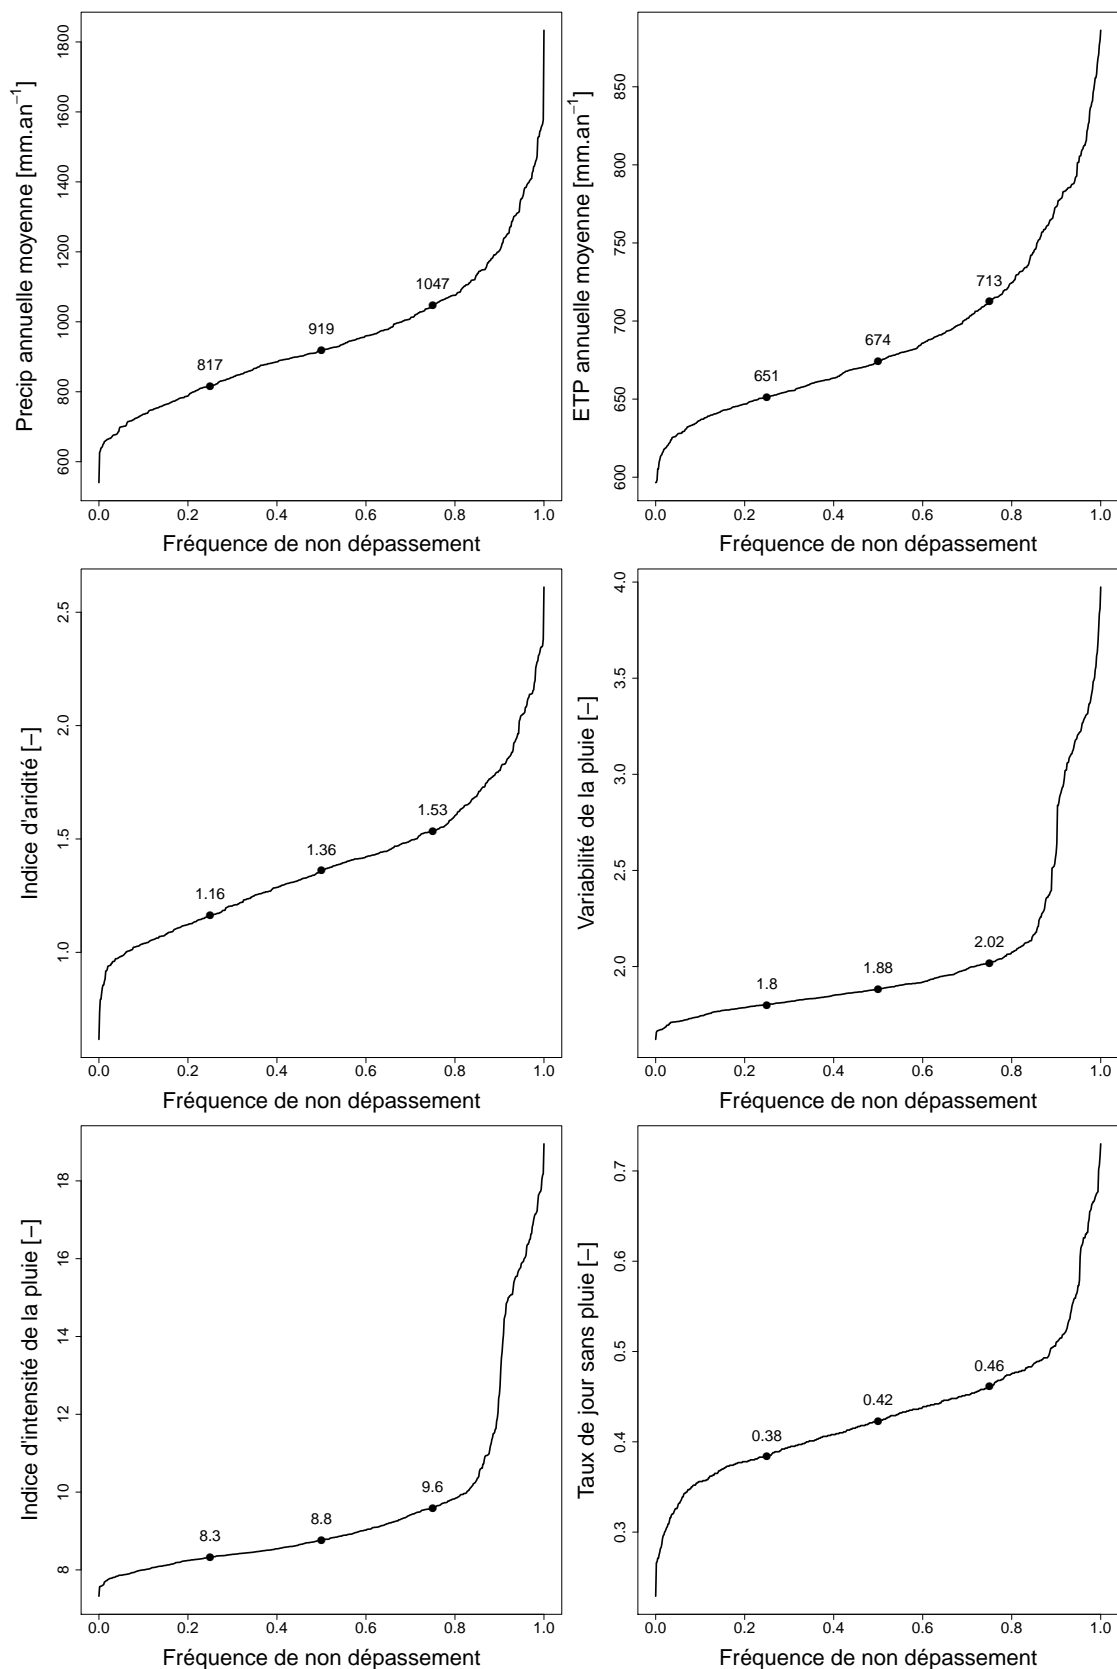 Precip annuelle moyenne [mm.an−1]
600 800 1000 1200 1400 1600 1800
817
919
1047
0.0 0.2 0.4 0.6 0.8 1.0
Fréquence de non dépassement
ETP annuelle moyenne [mm.an−1]
600 650 700 750 800 850
651
674
713
0.0 0.2 0.4 0.6 0.8 1.0
Fréquence de non dépassement
Indice d'aridité [−]
1.0 1.5 2.0 2.5
1.16
1.36
1.53
0.0 0.2 0.4 0.6 0.8 1.0
Fréquence de non dépassement
Variabilité de la pluie [−]
2.0 2.5 3.0 3.5 4.0
1.8
1.88
2.02
0.0 0.2 0.4 0.6 0.8 1.0
Fréquence de non dépassement
Indice d'intensité de la pluie [−]
8 10 12 14 16 18
8.3
8.8
9.6
0.0 0.2 0.4 0.6 0.8 1.0
Fréquence de non dépassement
Taux de jour sans pluie [−]
0.3 0.4 0.5 0.6 0.7
0.38
0.42
0.46
0.0 0.2 0.4 0.6 0.8 1.0
Fréquence de non dépassement